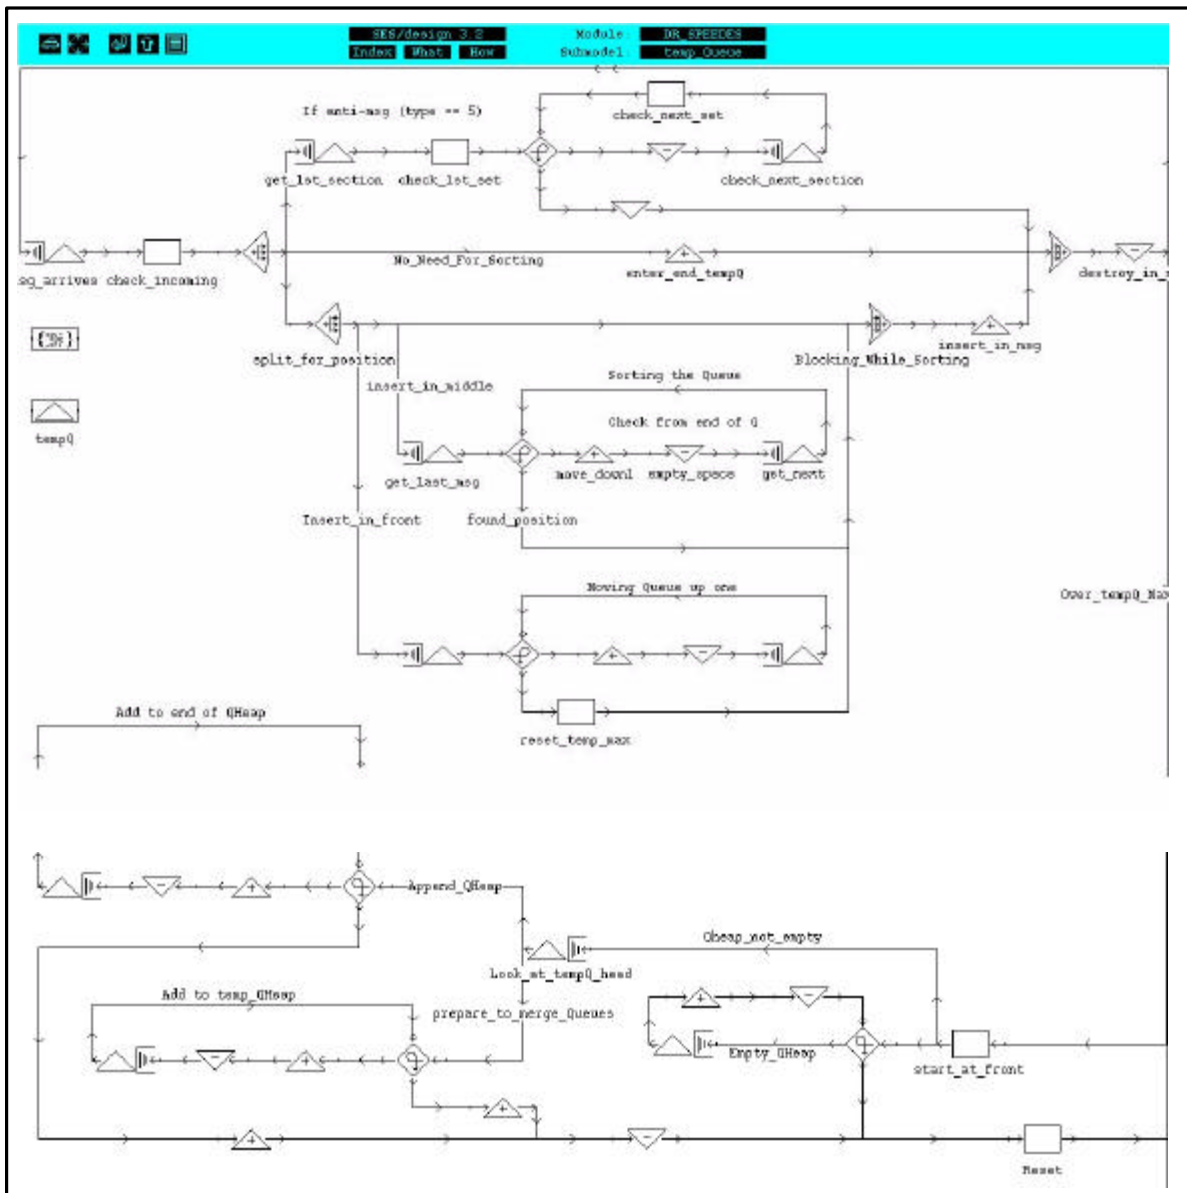 SES/design 3.2
Module: DR_SPEEDES
Index What How
Submodel: temp_Queue
If anti-msg (type == 5)
check_next_set
get_1st_section check_1st_set
check_next_section
No_Need_For_Sorting
enter_end_tempQ
sg_arrives check_incoming
destroy_in_
split_for_position
Blocking_While_Sorting
insert_in_msg
insert_in_middle
Sorting the Queue
tempQ
Check from end of Q
get_last_msg
move_down1
empty_space
get_next
Insert_in_front
found_position
Moving Queue up one
Over_tempQ_Max
Add to end of QHeap
reset_temp_max
Append_QHeap
Qheap_not_empty
Look_at_tempQ_head
Add to temp_QHeap
prepare_to_merge_Queues
Empty_QHeap
start_at_front
Reset